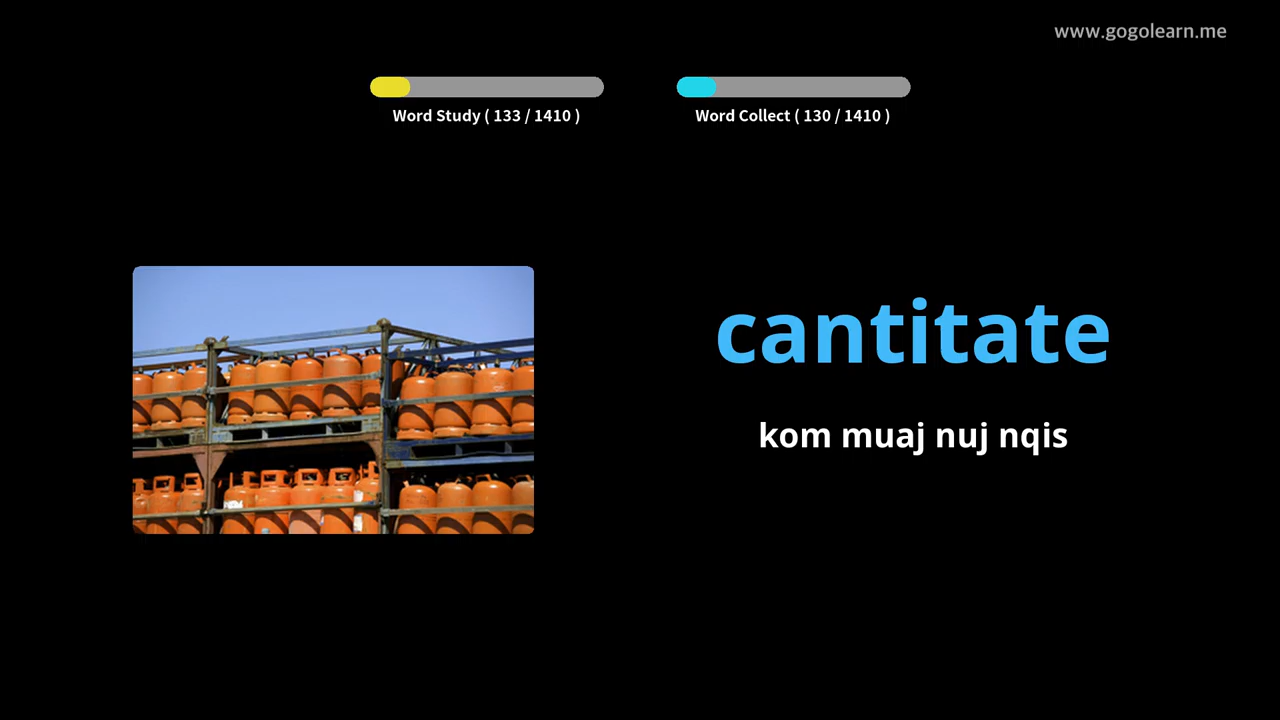 www.gogolearn.me
Word Study ( 133 / 1410 )
Word Collect ( 130 / 1410 )
cantitate
kom muaj nuj nqis